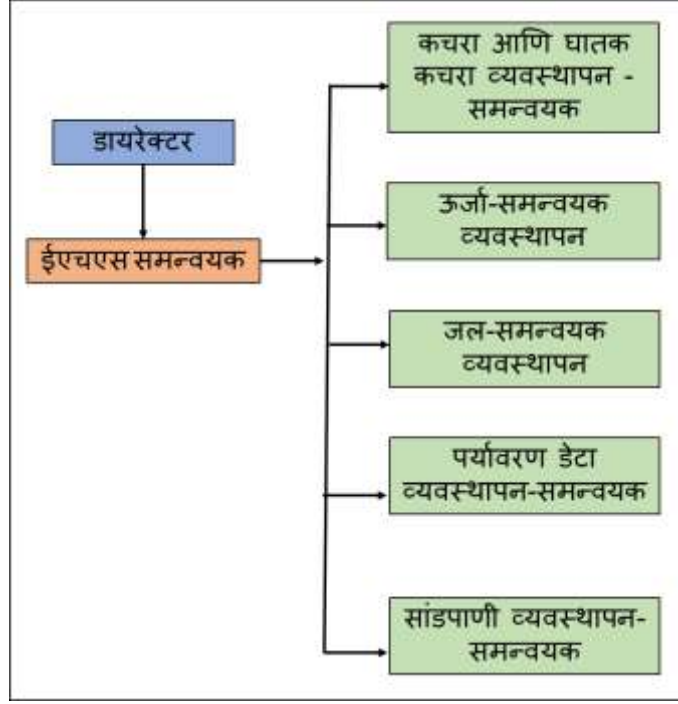 डायरेक्टर
ईएचएस समन्वयक
कचरा आणि घातक
कचरा व्यवस्थापन -
समन्वयक
ऊर्जा-समन्वयक
व्यवस्थापन
जल-समन्वयक
व्यवस्थापन
पर्यावरण डेटा
व्यवस्थापन-समन्वयक
सांडपाणी व्यवस्थापन-
समन्वयक